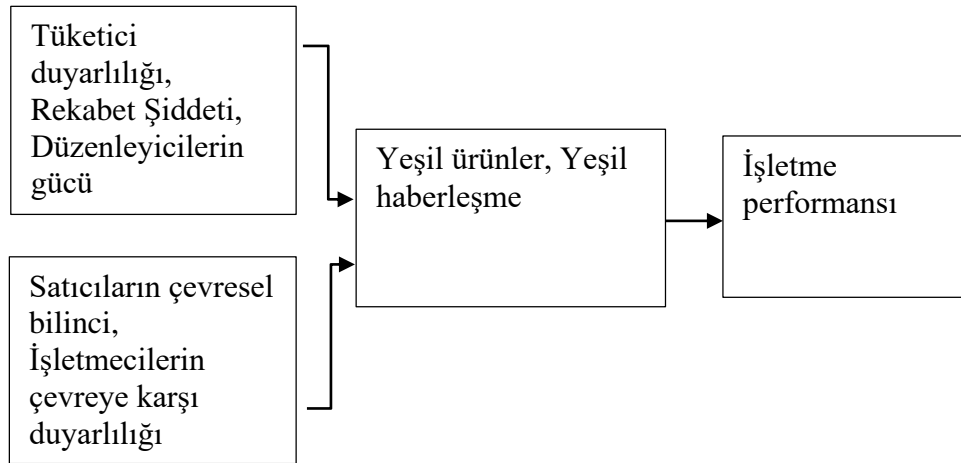 Tüketici
duyarlılığı,
Rekabet Şiddeti,
Düzenleyicilerin
gücü
Satıcıların çevresel
bilinci,
İşletmecilerin
çevreye karşı
duyarlılığı
Yeşil ürünler, Yeşil
haberleşme
İşletme
performansı